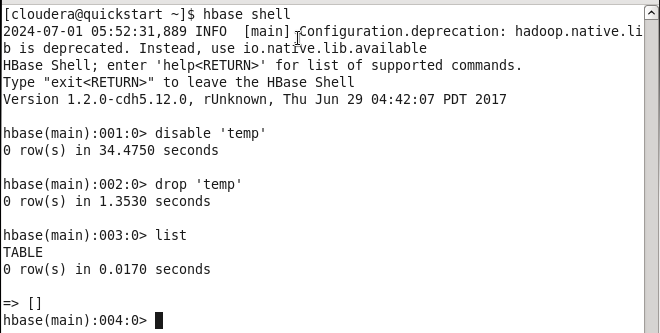 [cloudera@quickstart ~]$ hbase shell
2024-07-01 05:52:31,889 INFO  [main] Configuration.deprecation: hadoop.native.li
b is deprecated. Instead, use io.native.lib.available
HBase Shell; enter 'help<RETURN>' for list of supported commands.
Type "exit<RETURN>" to leave the HBase Shell
Version 1.2.0-cdh5.12.0, rUnknown, Thu Jun 29 04:42:07 PDT 2017
hbase(main):001:0> disable 'temp'
0 row(s) in 34.4750 seconds
hbase(main):002:0> drop 'temp'
0 row(s) in 1.3530 seconds
hbase(main):003:0> list
TABLE
0 row(s) in 0.0170 seconds
=> []
hbase(main):004:0>